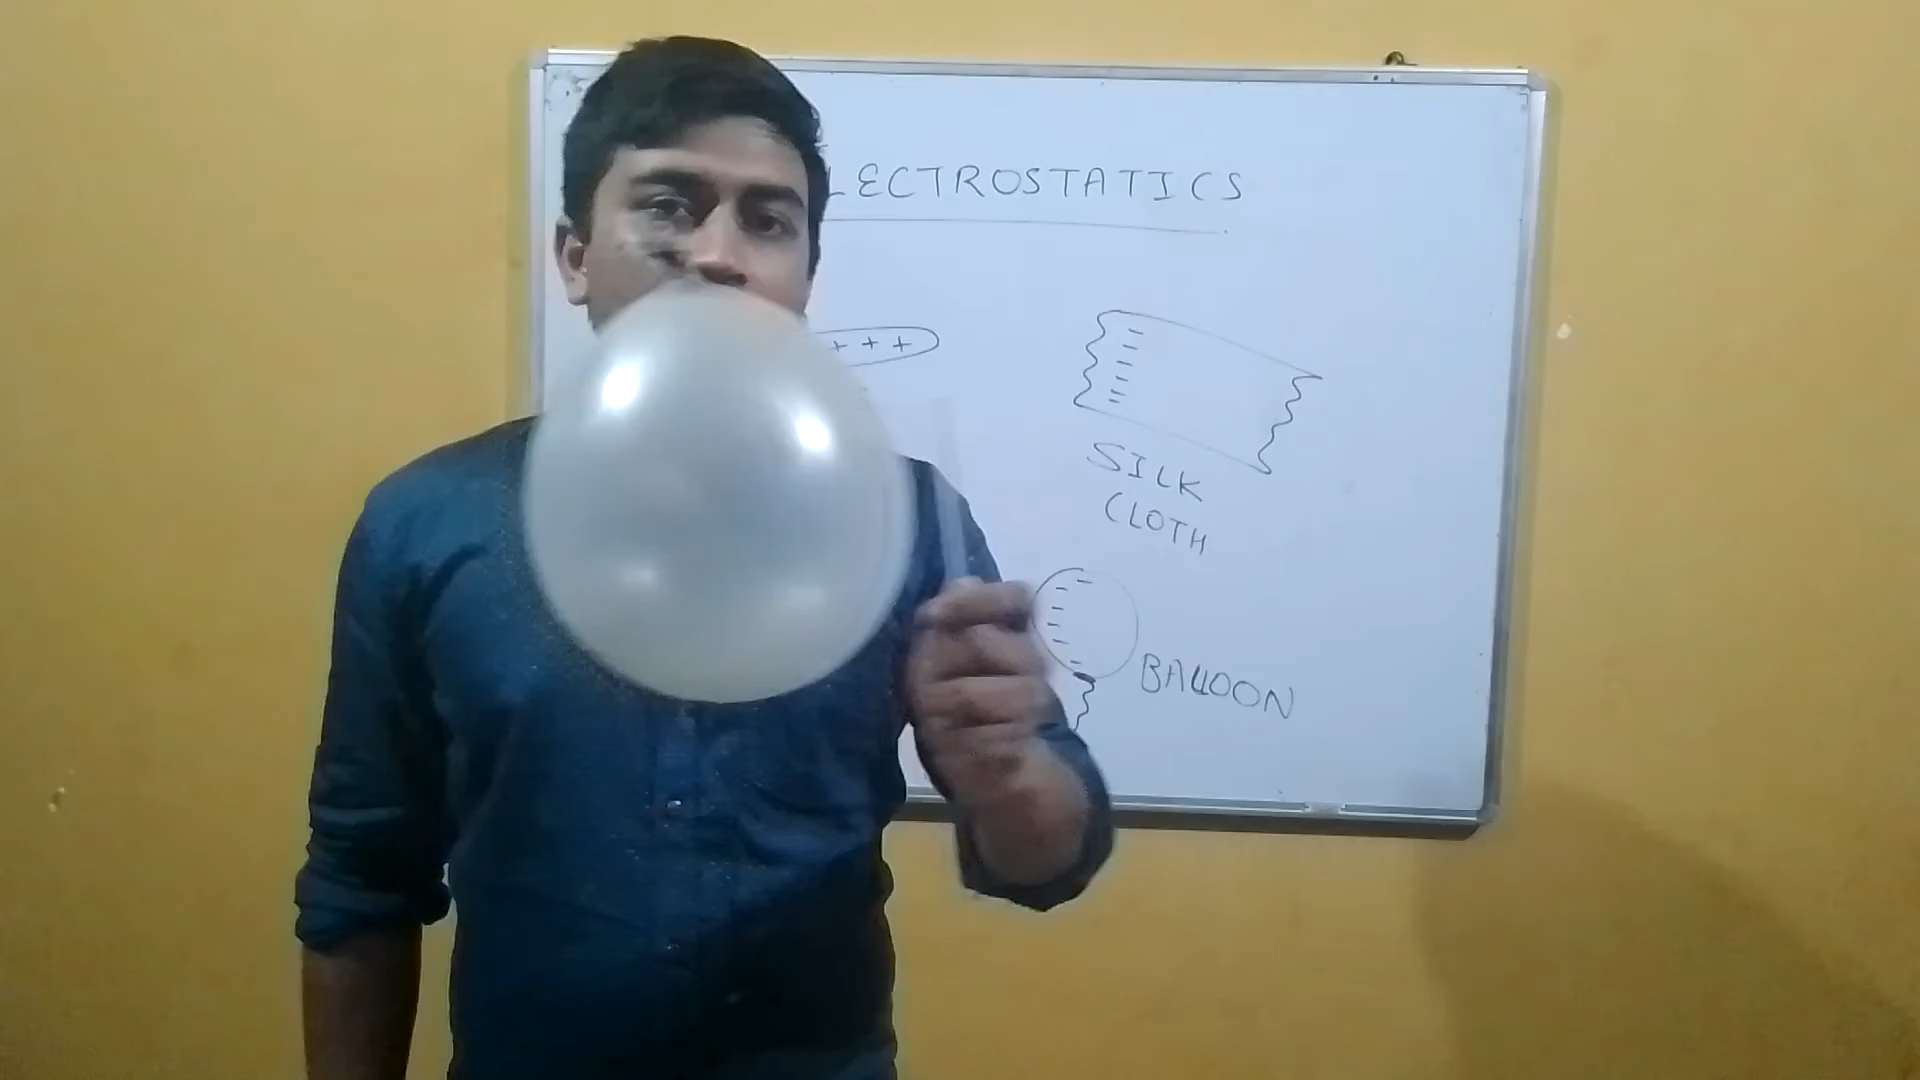 LECTROSTATICS
+ + +
SILK
CLOTH
BALLOON